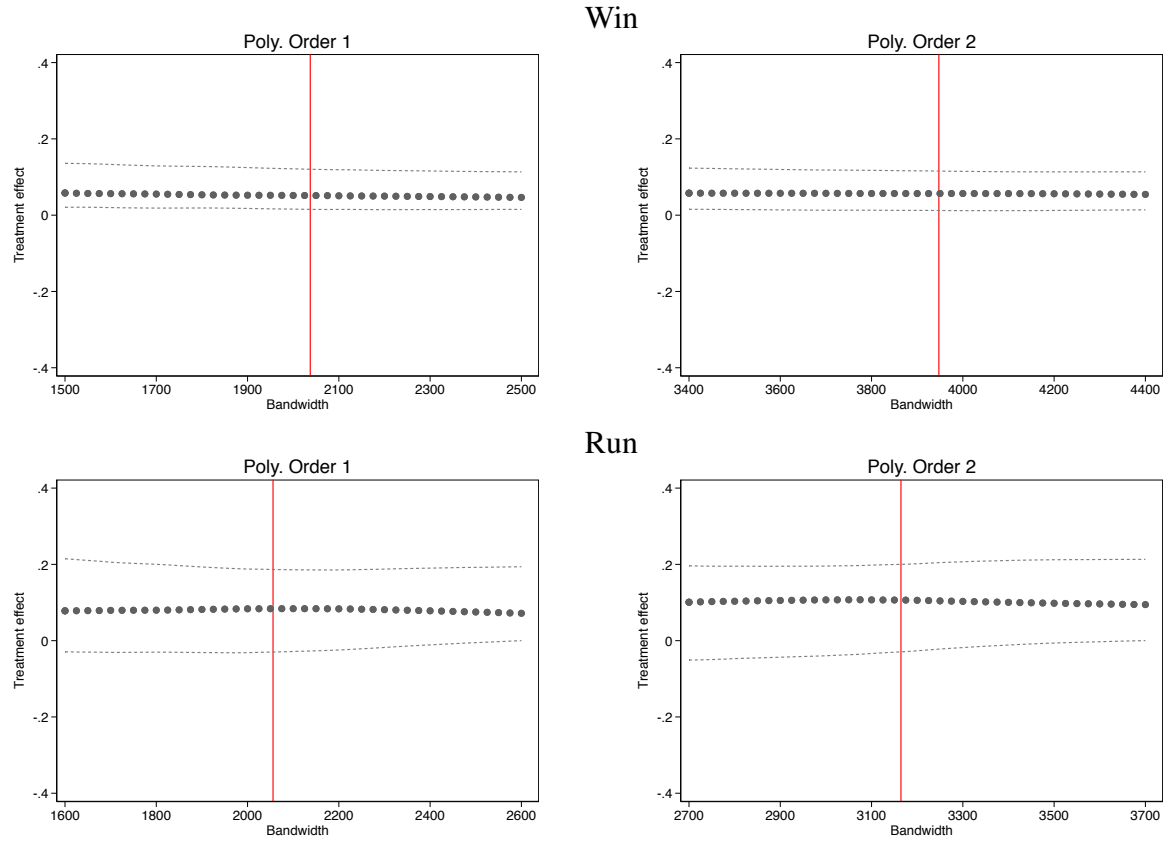 Win
Poly. Order 1
Treatment effect
.4
.2
0
-.2
-.4
1500 1700 1900 2100 2300 2500
Bandwidth
Poly. Order 2
Treatment effect
.4
.2
0
-.2
-.4
3400 3600 3800 4000 4200 4400
Bandwidth
Run
Poly. Order 1
Treatment effect
.4
.2
0
-.2
-.4
1600 1800 2000 2200 2400 2600
Bandwidth
Poly. Order 2
Treatment effect
.4
.2
0
-.2
-.4
2700 2900 3100 3300 3500 3700
Bandwidth